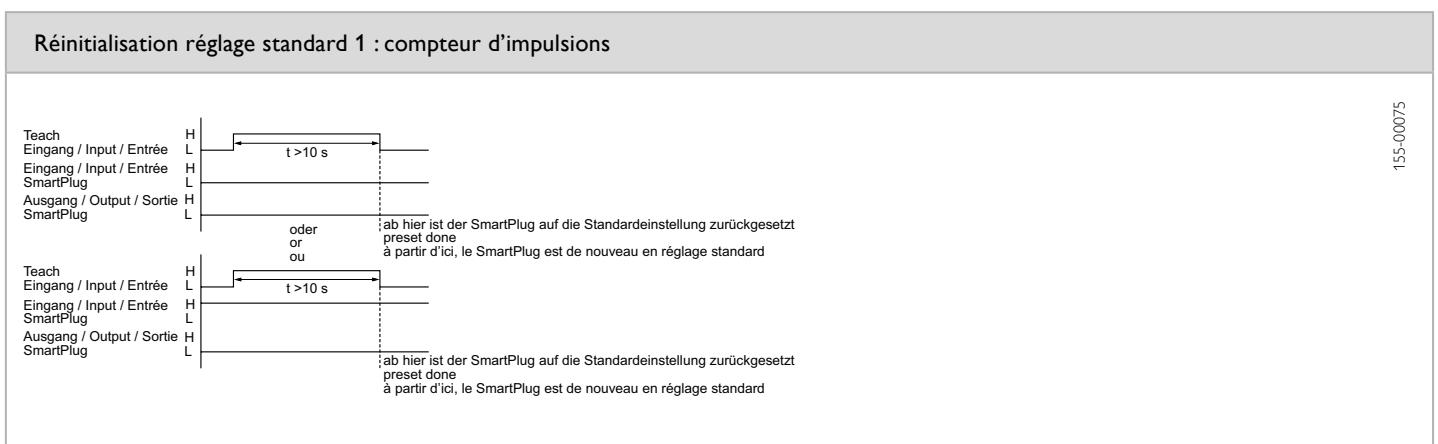 Réinitialisation réglage standard 1 : compteur d'impulsions
155-00075
Teach H
Eingang / Input / Entrée L
t >10 s
Eingang / Input / Entrée H
SmartPlug L
Ausgang / Output / Sortie H
SmartPlug L
oder
or
ou
ab hier ist der SmartPlug auf die Standardeinstellung zurückgesetzt
preset done
à partir d'ici, le SmartPlug est de nouveau en réglage standard
Teach H
Eingang / Input / Entrée L
t >10 s
Eingang / Input / Entrée H
SmartPlug L
Ausgang / Output / Sortie H
SmartPlug L
ab hier ist der SmartPlug auf die Standardeinstellung zurückgesetzt
preset done
à partir d'ici, le SmartPlug est de nouveau en réglage standard